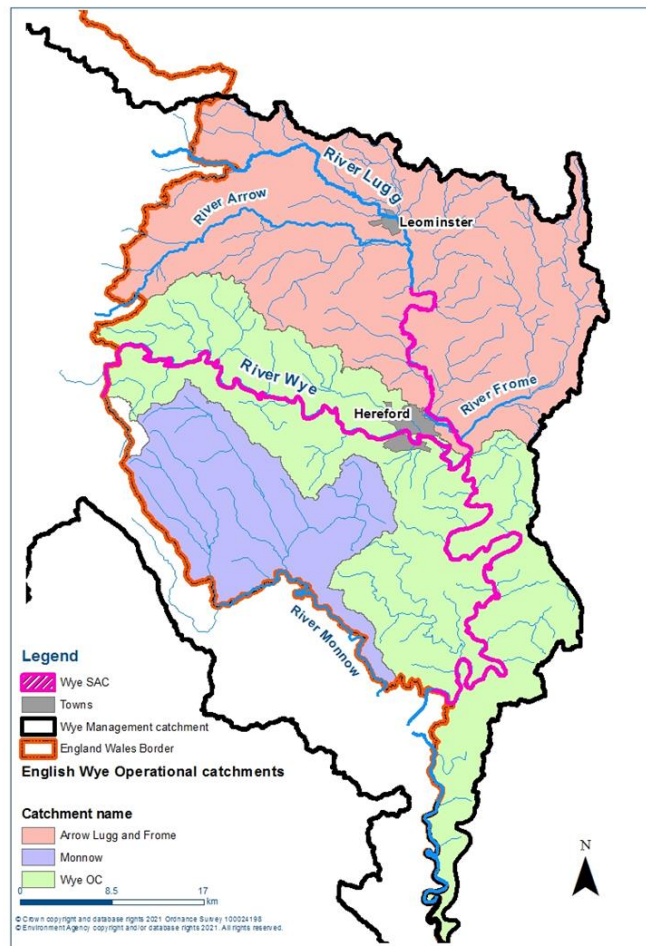 River Lugg
River Arrow
Leominster
River Wye
Hereford
River Frome
River Monnow
Legend
Wye SAC
Towns
Wye Management catchment
England Wales Border
English Wye Operational catchments
Catchment name
Arrow Lugg and Frome
Monnow
Wye OC
0 8.5 17
km
N
© Crown copyright and database rights 2021 Ordnance Survey 100024198
© Environment Agency copyright and/or database rights 2021. All rights reserved.